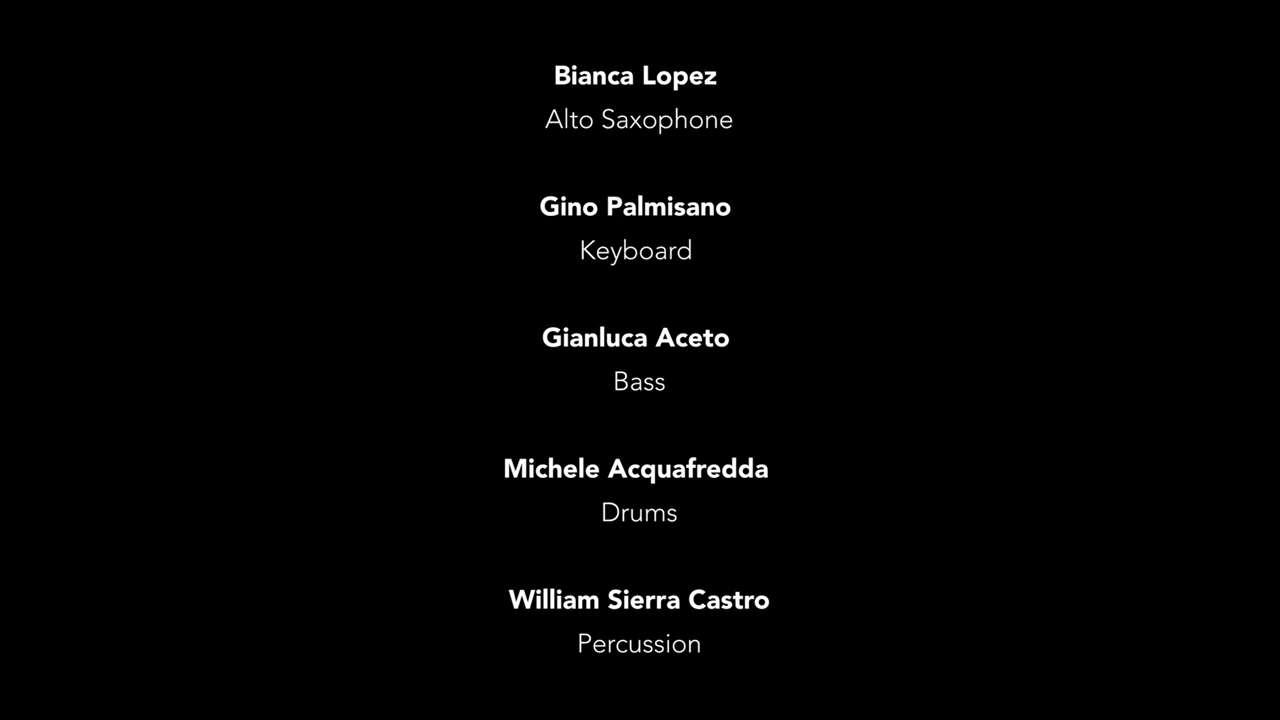 Bianca Lopez
Alto Saxophone
Gino Palmisano
Keyboard
Gianluca Aceto
Bass
Michele Acquafredda
Drums
William Sierra Castro
Percussion